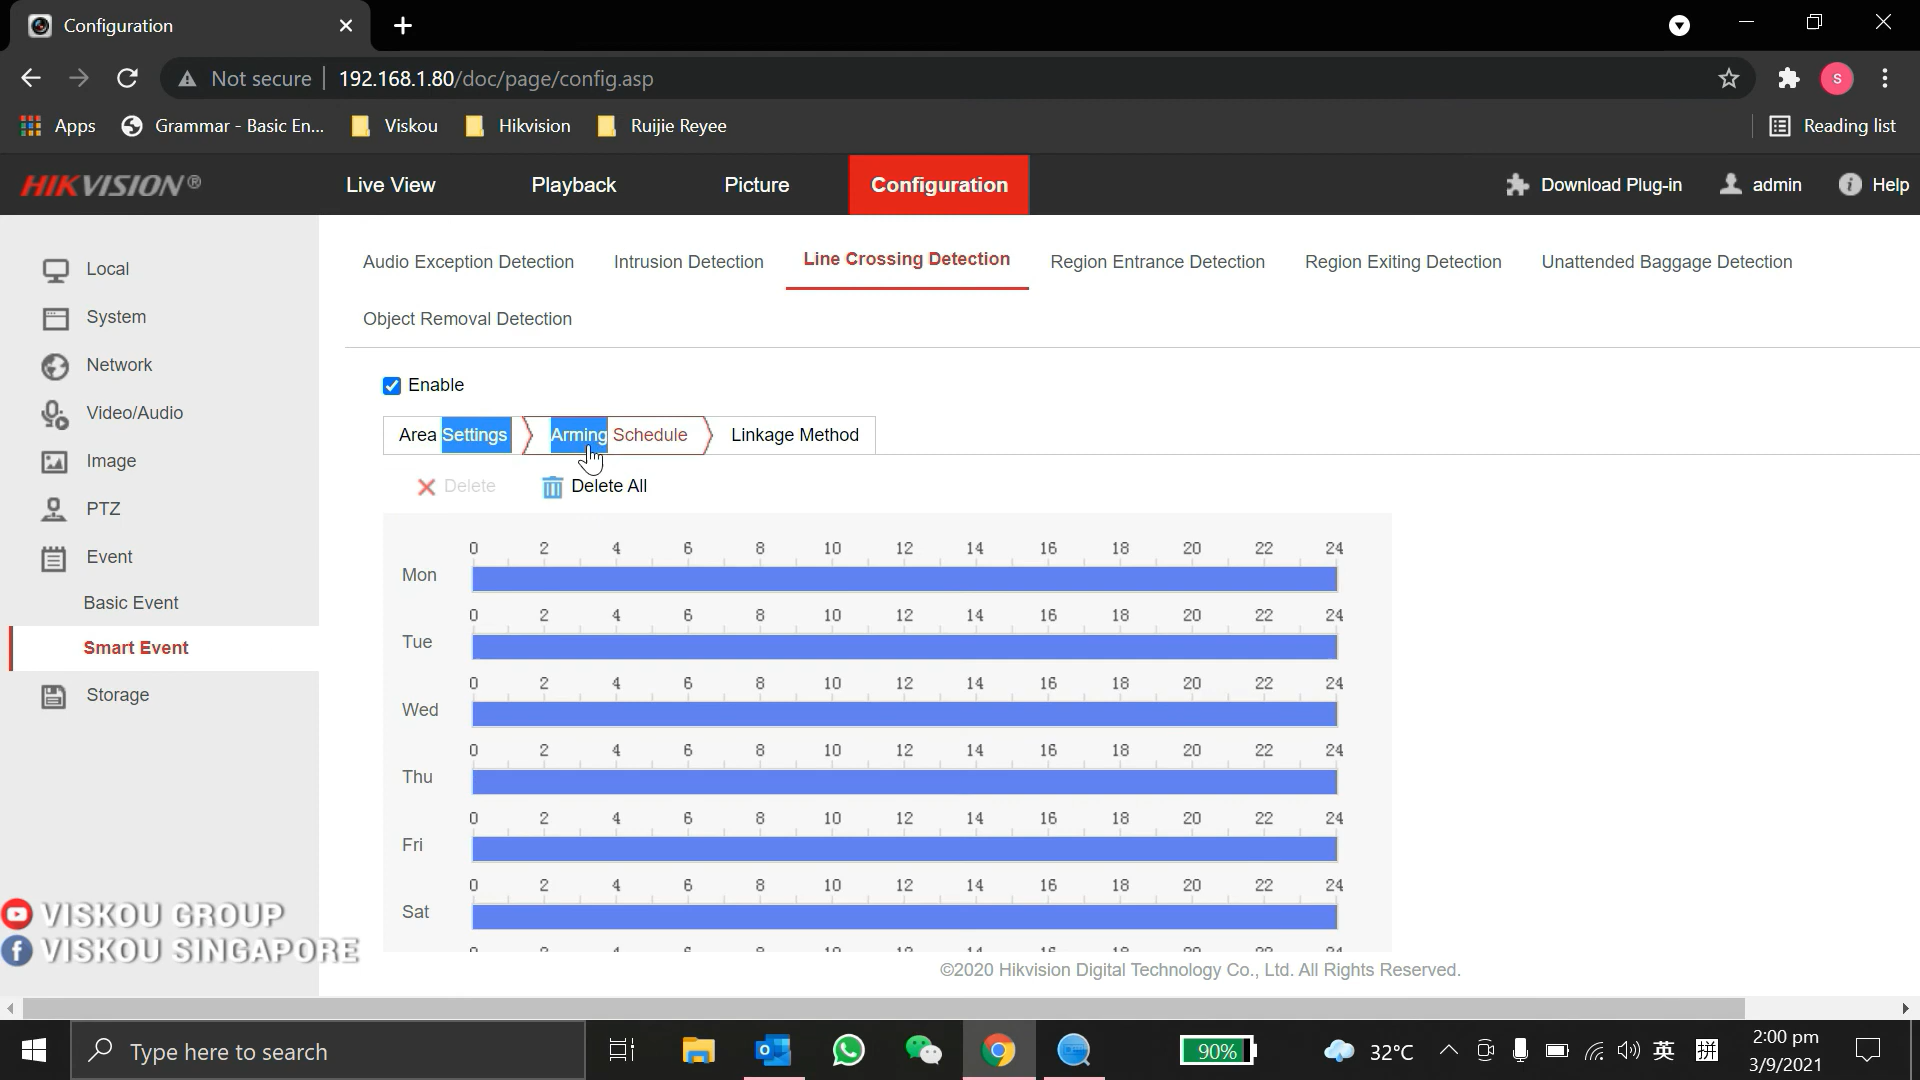 Configuration
Not secure 192.168.1.80/doc/page/config.asp
S
Apps Grammar - Basic En... Viskou Hikvision Ruijie Reyee Reading list
HIKVISION® Live View Playback Picture Configuration Download Plug-in admin Help
Local
System
Network
Video/Audio
Image
PTZ
Event
Basic Event
Smart Event
Storage
Audio Exception Detection Intrusion Detection Line Crossing Detection Region Entrance Detection Region Exiting Detection Unattended Baggage Detection
Object Removal Detection
Enable
Area Settings Arming Schedule Linkage Method
Delete Delete All
0 2 4 6 8 10 12 14 16 18 20 22 24
Mon
0 2 4 6 8 10 12 14 16 18 20 22 24
Tue
0 2 4 6 8 10 12 14 16 18 20 22 24
Wed
0 2 4 6 8 10 12 14 16 18 20 22 24
Thu
0 2 4 6 8 10 12 14 16 18 20 22 24
Fri
0 2 4 6 8 10 12 14 16 18 20 22 24
Sat
VISKOU GROUP
VISKOU SINGAPORE
©2020 Hikvision Digital Technology Co., Ltd. All Rights Reserved.
Type here to search
90%
32°C
英
拼
2:00 pm
3/9/2021